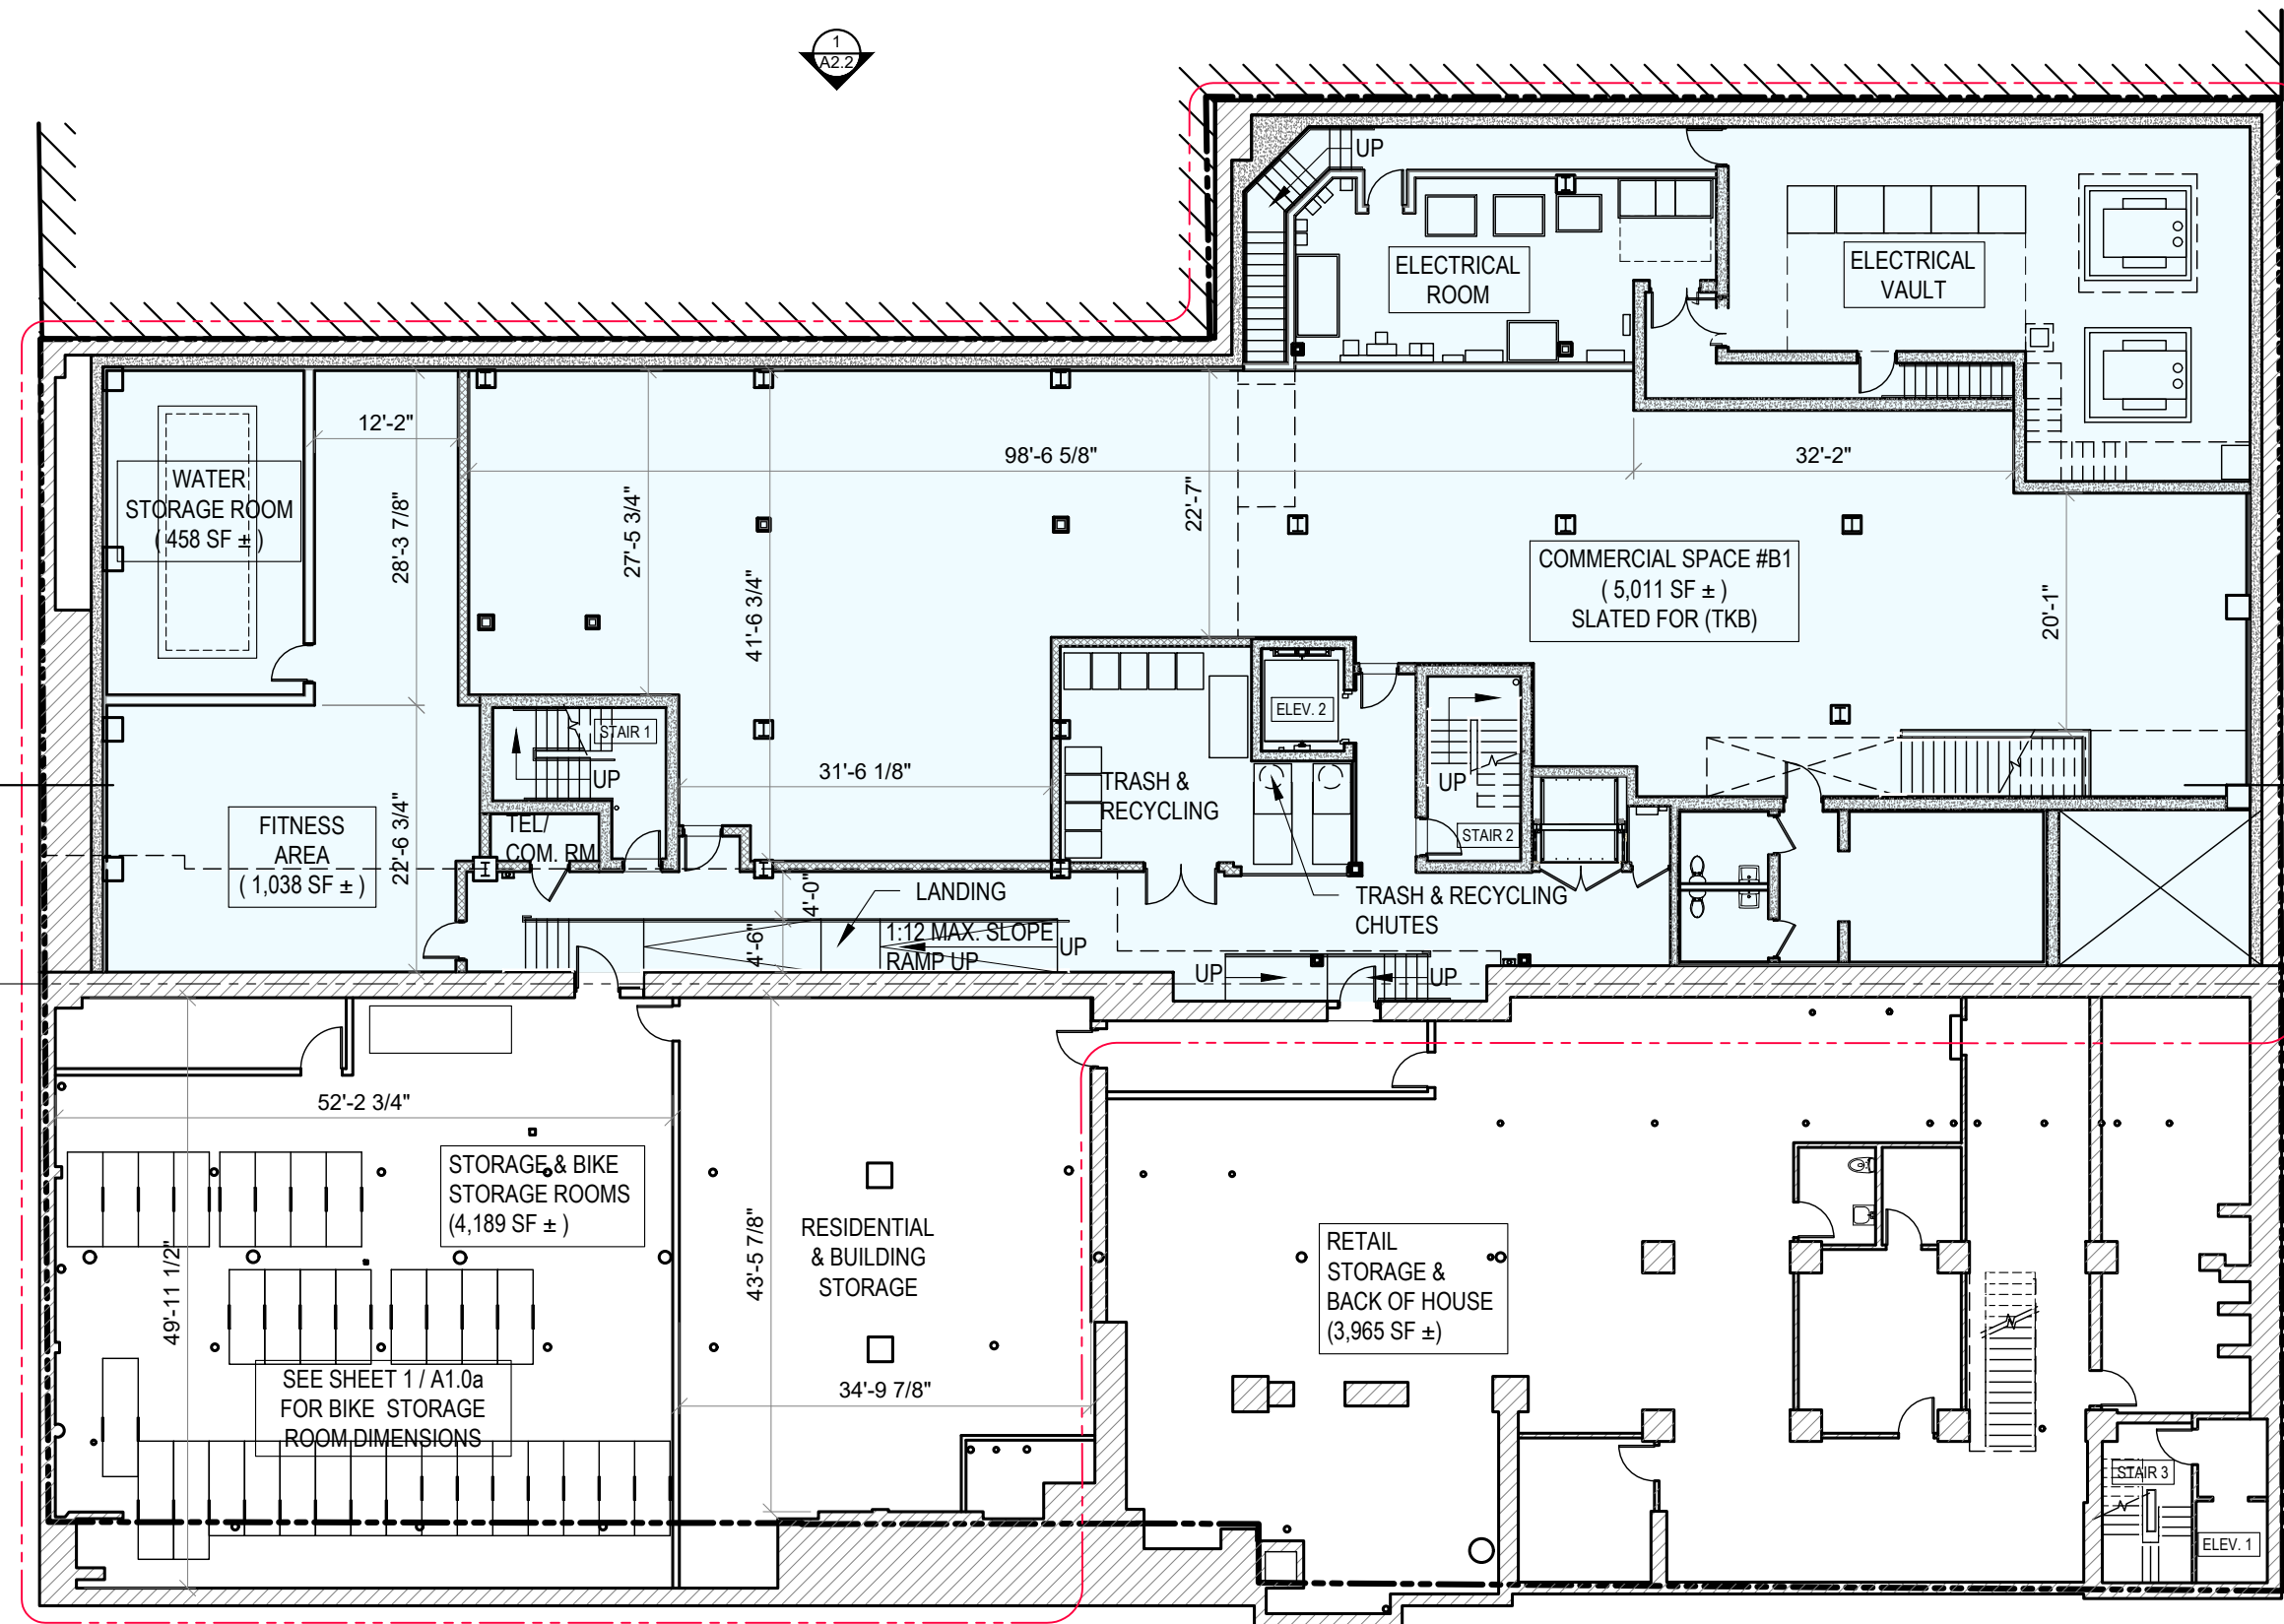 1
A2.2
UP
ELECTRICAL
ROOM
ELECTRICAL
VAULT
12'-2"
98'-6 5/8"
32'-2"
WATER
STORAGE ROOM
( 458 SF ± )
28'-3 7/8"
27'-5 3/4"
22'-7"
41'-6 3/4"
COMMERCIAL SPACE #B1
( 5,011 SF ± )
SLATED FOR (TKB)
20'-1"
STAIR 1
UP
ELEV. 2
31'-6 1/8"
TRASH &
RECYCLING
UP
STAIR 2
FITNESS
AREA
( 1,038 SF ± )
22'-6 3/4"
TEL/
COM. RM
4'-0"
LANDING
TRASH & RECYCLING
CHUTES
4'-6"
1:12 MAX. SLOPE
RAMP UP
UP
UP
UP
52'-2 3/4"
STORAGE & BIKE
STORAGE ROOMS
(4,189 SF ± )
49'-11 1/2"
43'-5 7/8"
RESIDENTIAL
& BUILDING
STORAGE
RETAIL
STORAGE &
BACK OF HOUSE
(3,965 SF ±)
SEE SHEET 1 / A1.0a
FOR BIKE STORAGE
ROOM DIMENSIONS
34'-9 7/8"
STAIR 3
ELEV. 1